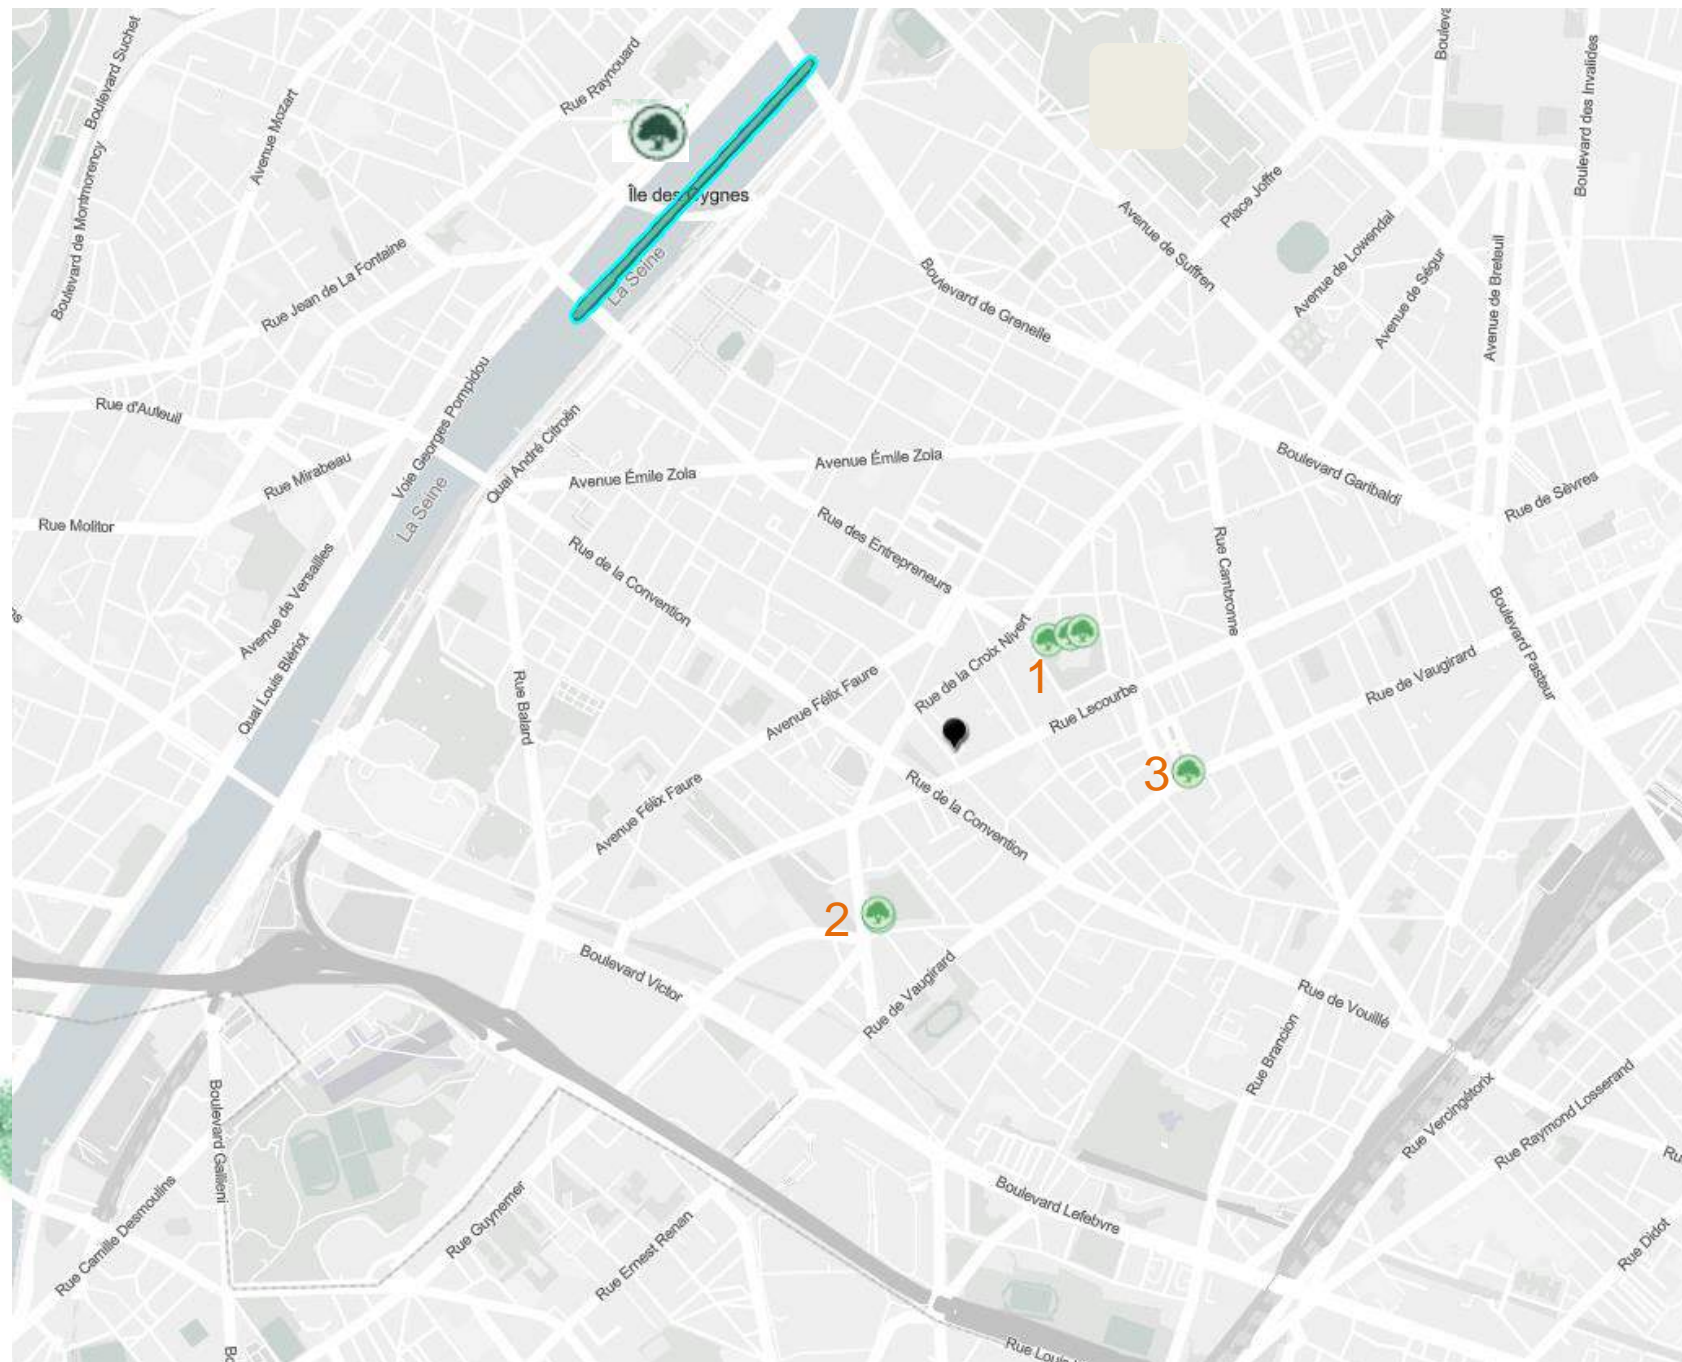 Boulevard Suchet
Rue Raynouard
Avenue Mozart
Boulevard de Montmorency
Île des Cygnes
La Seine
Rue Jean de La Fontaine
Boulevard des Invalides
Place Joffre
Avenue de Suffren
Avenue de Lowendal
Avenue de Ségur
Avenue de Breteuil
Boulevard de Grenelle
Rue d'Auteuil
Voie Georges Pompidou
Quai André Citroën
Rue Mirabeau
La Seine
Rue Molitor
Avenue Émile Zola
Avenue Émile Zola
Boulevard Garibaldi
Rue de Sèvres
Rue des Entrepreneurs
Rue Cambronne
Rue de la Convention
Avenue de Versailles
Quai Louis Blériot
Boulevard Pasteur
Rue de la Croix Nivert
1
Rue Balard
Avenue Félix Faure
Rue Lecourbe
Rue de Vaugirard
3
Avenue Félix Faure
Rue de la Convention
2
Boulevard Victor
Rue de Vaugirard
Rue de Vouillé
Rue Brancion
Rue Vercingétorix
Rue Raymond Losserand
Boulevard Gallieni
Rue Camille Desmoulins
Rue Guynemer
Rue Ernest Renan
Boulevard Lefebvre
Rue Didot